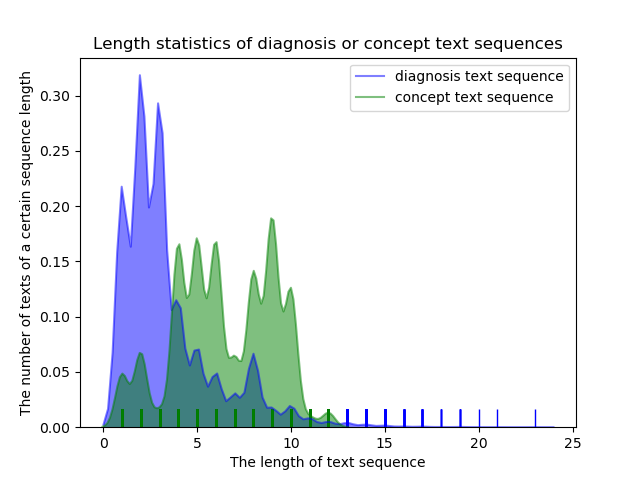 Length statistics of diagnosis or concept text sequences
diagnosis text sequence
concept text sequence
The number of texts of a certain sequence length
0.30
0.25
0.20
0.15
0.10
0.05
0.00
0 5 10 15 20 25
The length of text sequence